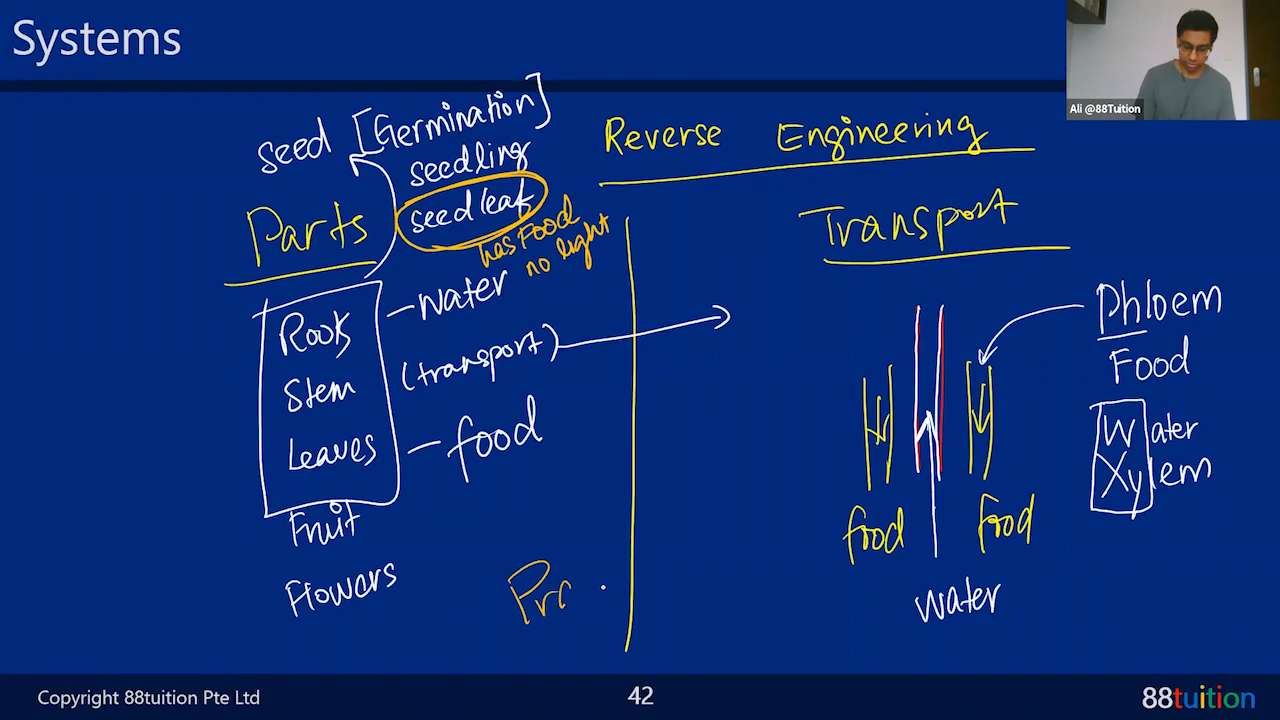 Systems
Ali @88Tuition
seed [Germination]
seedling
seed leaf
has Food
no light
Parts
Roots
Stem
Leaves
Fruit
Flowers
- water
(transport)
- food
Reverse Engineering
Transport
Phloem
Food
Water
Xylem
food
food
water
Copyright 88tuition Pte Ltd
42
88tuition